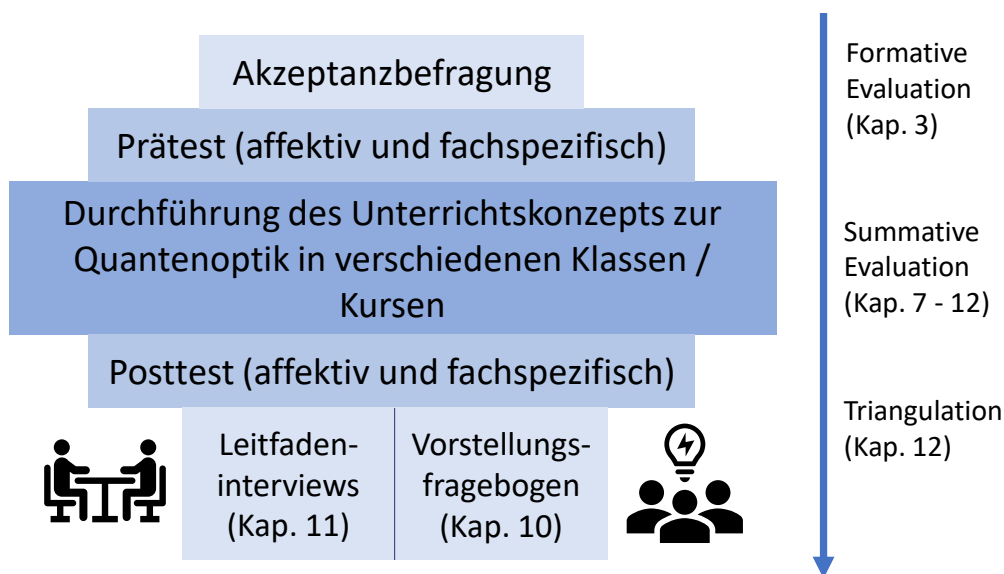 Akzeptanzbefragung
Prätest (affektiv und fachspezifisch)
Durchführung des Unterrichtskonzepts zur
Quantenoptik in verschiedenen Klassen /
Kursen
Posttest (affektiv und fachspezifisch)
Leitfaden-
interviews
(Kap. 11)
Vorstellungs-
fragebogen
(Kap. 10)
Formative
Evaluation
(Kap. 3)
Summative
Evaluation
(Kap. 7 - 12)
Triangulation
(Kap. 12)